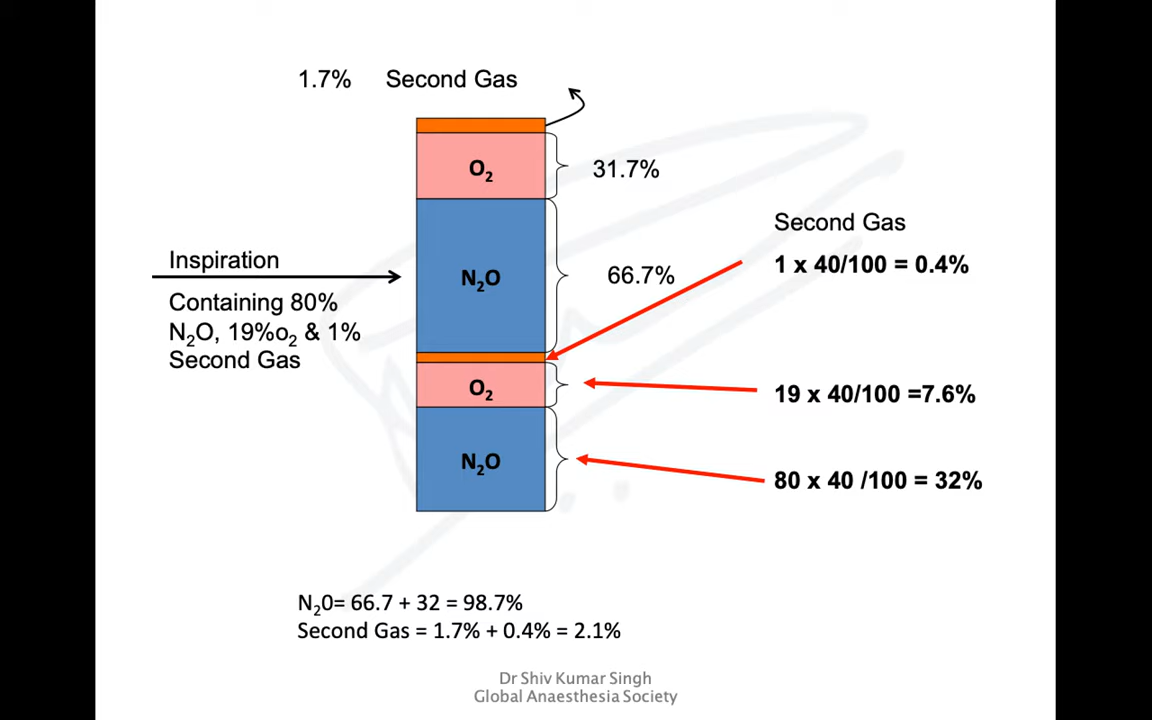 1.7% Second Gas
O₂
31.7%
N₂O
66.7%
Inspiration
Containing 80%
N₂O, 19%o₂ & 1%
Second Gas
Second Gas
1 x 40/100 = 0.4%
O₂
19 x 40/100 =7.6%
N₂O
80 x 40 /100 = 32%
N₂0= 66.7 + 32 = 98.7%
Second Gas = 1.7% + 0.4% = 2.1%
Dr Shiv Kumar Singh
Global Anaesthesia Society